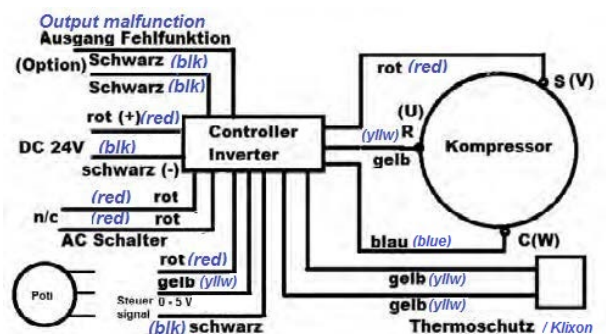 Output malfunction
Ausgang Fehlfunktion
(Option) Schwarz (blk)
Schwarz (blk)
rot (+) (red)
DC 24V (blk)
schwarz (-)
(red) rot
n/c (red) rot
AC Schalter
rot (red)
gelb (yllw)
Poti
Steuer 0 - 5 V
signal
(blk) schwarz
Controller
Inverter
rot (red)
S (V)
(U)
(yllw) R
gelb
Kompressor
C(W)
blau (blue)
gelb (yllw)
gelb (yllw)
Thermoschutz / Klixon